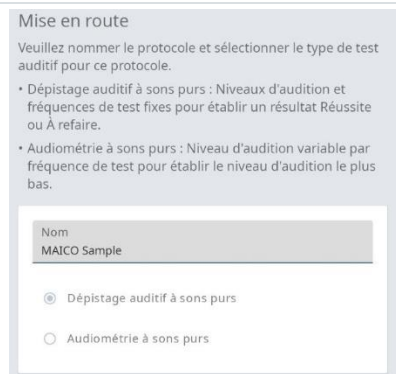 Mise en route
Veuillez nommer le protocole et sélectionner le type de test
auditif pour ce protocole.
• Dépistage auditif à sons purs : Niveaux d'audition et
fréquences de test fixes pour établir un résultat Réussite
ou À refaire.
• Audiométrie à sons purs : Niveau d'audition variable par
fréquence de test pour établir le niveau d'audition le plus
bas.
Nom
MAICO Sample
Dépistage auditif à sons purs
Audiométrie à sons purs